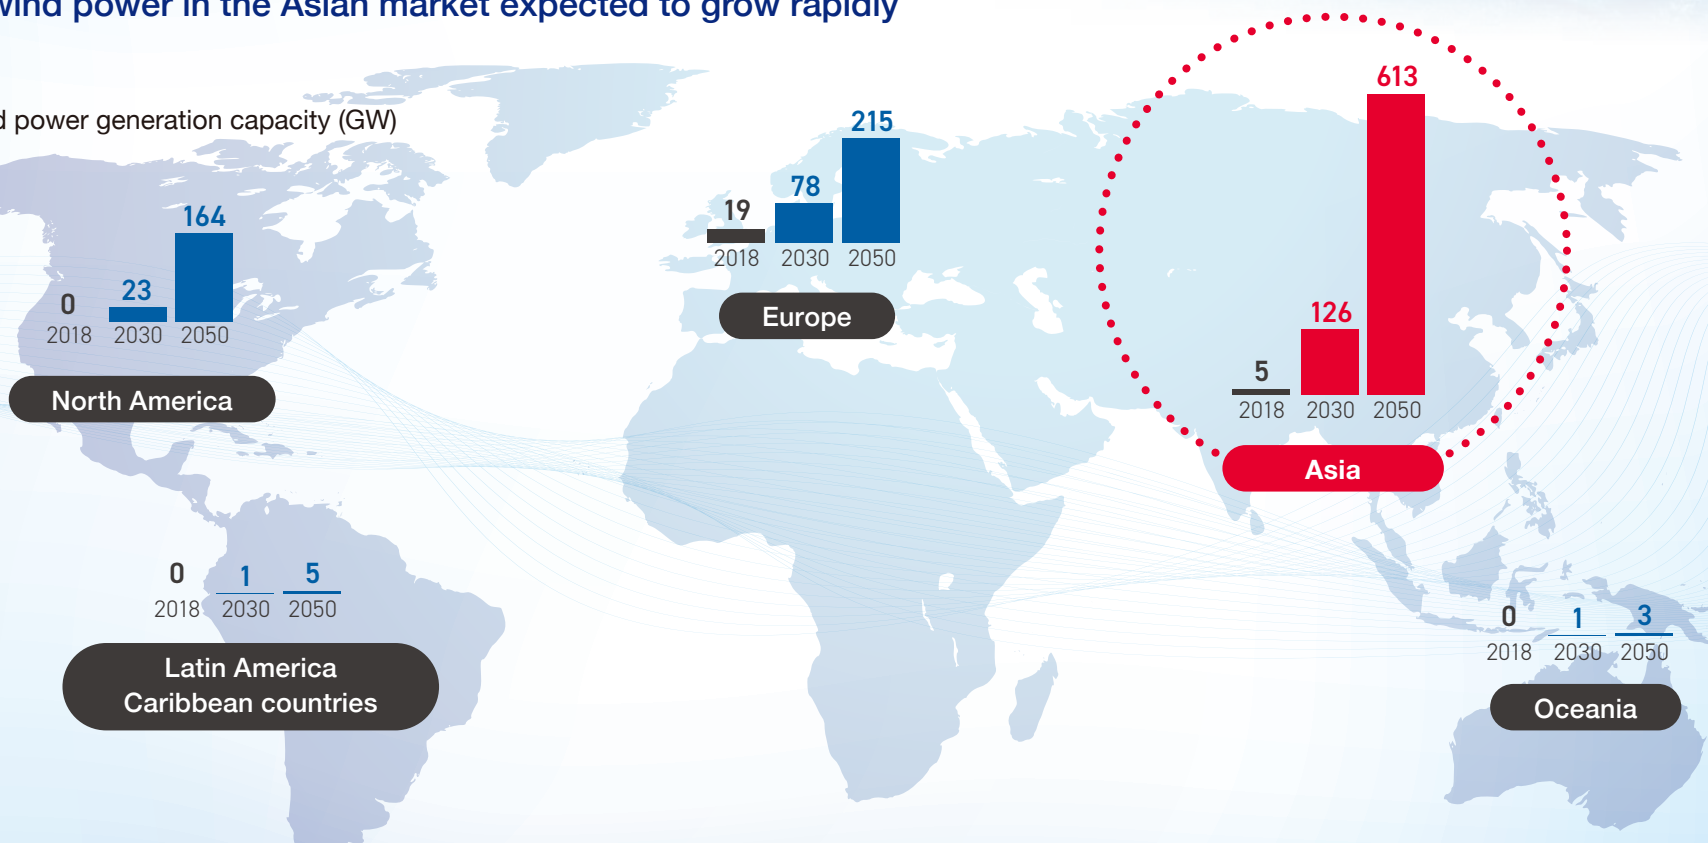 wind power in the Asian market expected to grow rapidly
power generation capacity (GW)
0 23 164
2018 2030 2050
North America
19 78 215
2018 2030 2050
Europe
5 126 613
2018 2030 2050
Asia
0 1 5
2018 2030 2050
Latin America
Caribbean countries
0 1 3
2018 2030 2050
Oceania